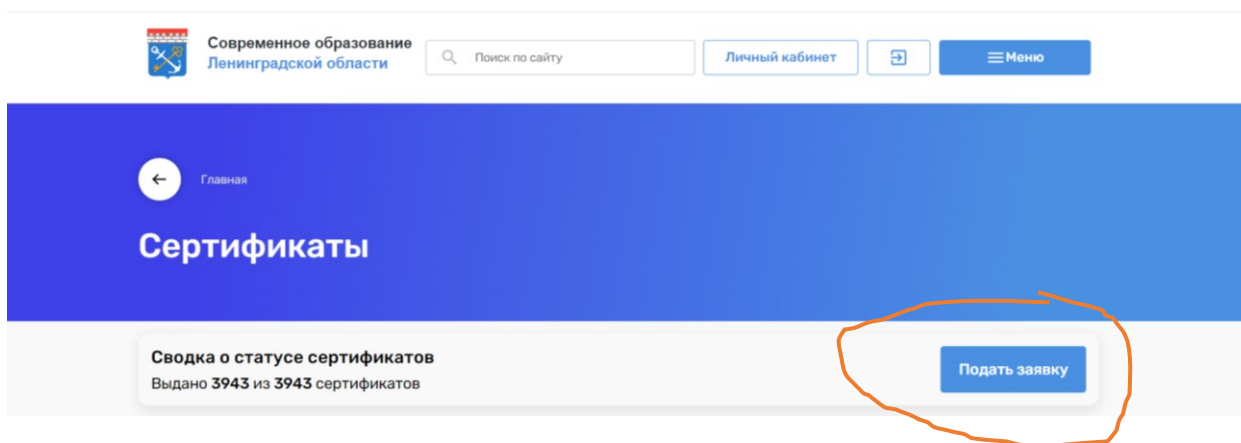 Современное образование
Ленинградской области
Поиск по сайту
Личный кабинет
Меню
Главная
Сертификаты
Сводка о статусе сертификатов
Выдано 3943 из 3943 сертификатов
Подать заявку